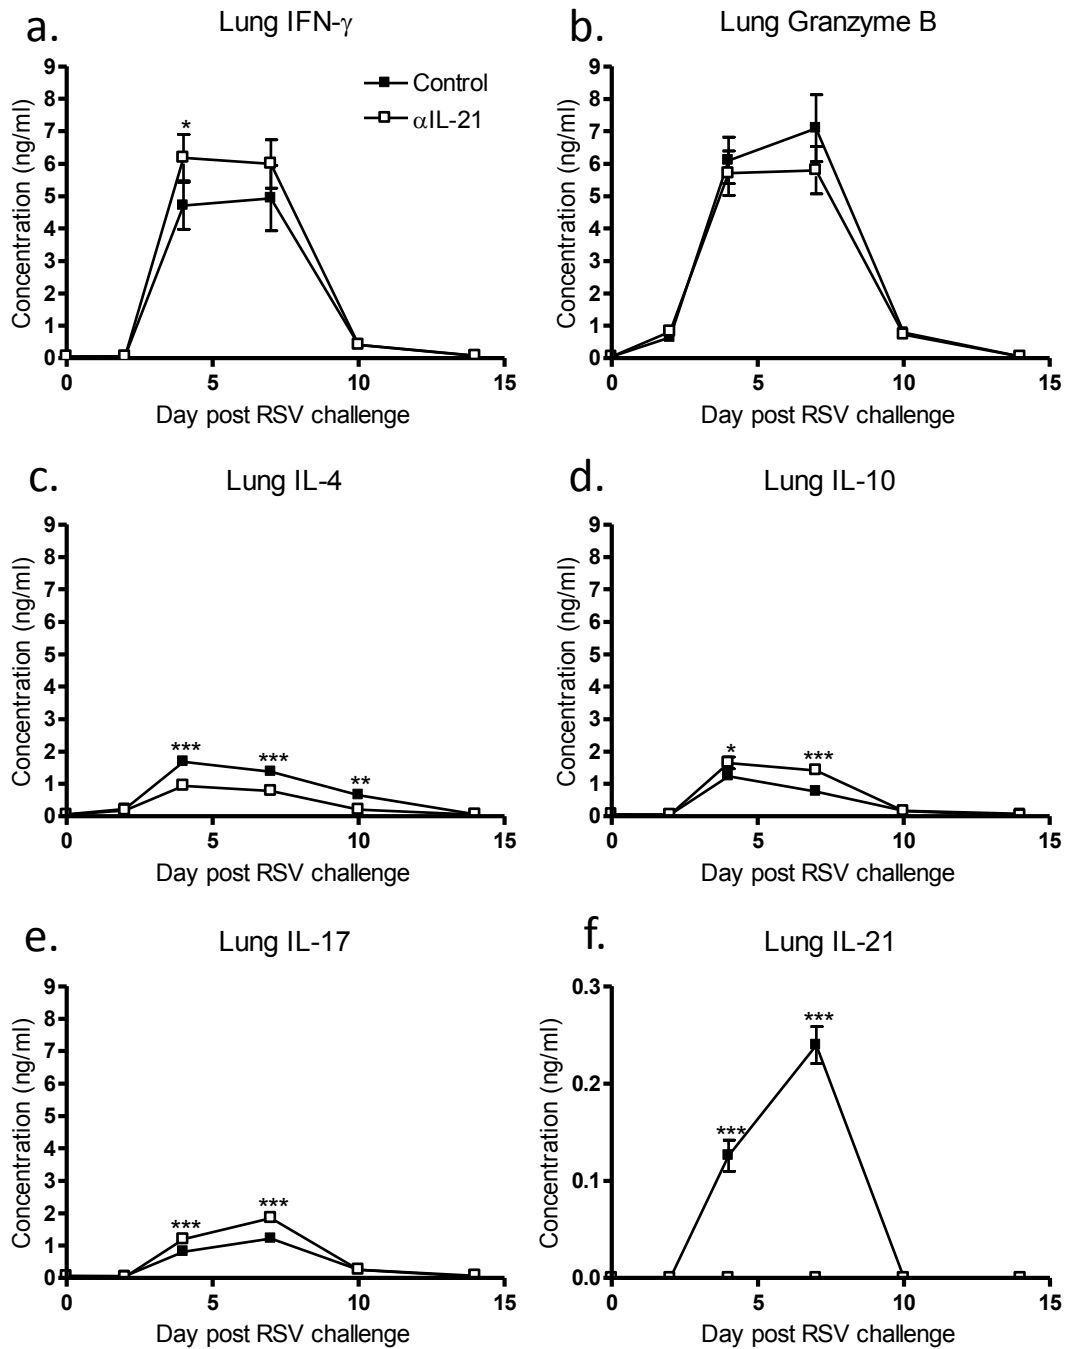 a.
Lung IFN-γ
Concentration (ng/ml)
9
8
7
6
5
4
3
2
1
0
*
Control
αIL-21
0 5 10 15
Day post RSV challenge
b.
Lung Granzyme B
Concentration (ng/ml)
9
8
7
6
5
4
3
2
1
0
0 5 10 15
Day post RSV challenge
c.
Lung IL-4
Concentration (ng/ml)
9
8
7
6
5
4
3
2
1
0
*** *** **
0 5 10 15
Day post RSV challenge
d.
Lung IL-10
Concentration (ng/ml)
9
8
7
6
5
4
3
2
1
0
* ***
0 5 10 15
Day post RSV challenge
e.
Lung IL-17
Concentration (ng/ml)
9
8
7
6
5
4
3
2
1
0
*** ***
0 5 10 15
Day post RSV challenge
f.
Lung IL-21
Concentration (ng/ml)
0.3
0.2
0.1
0.0
*** ***
0 5 10 15
Day post RSV challenge